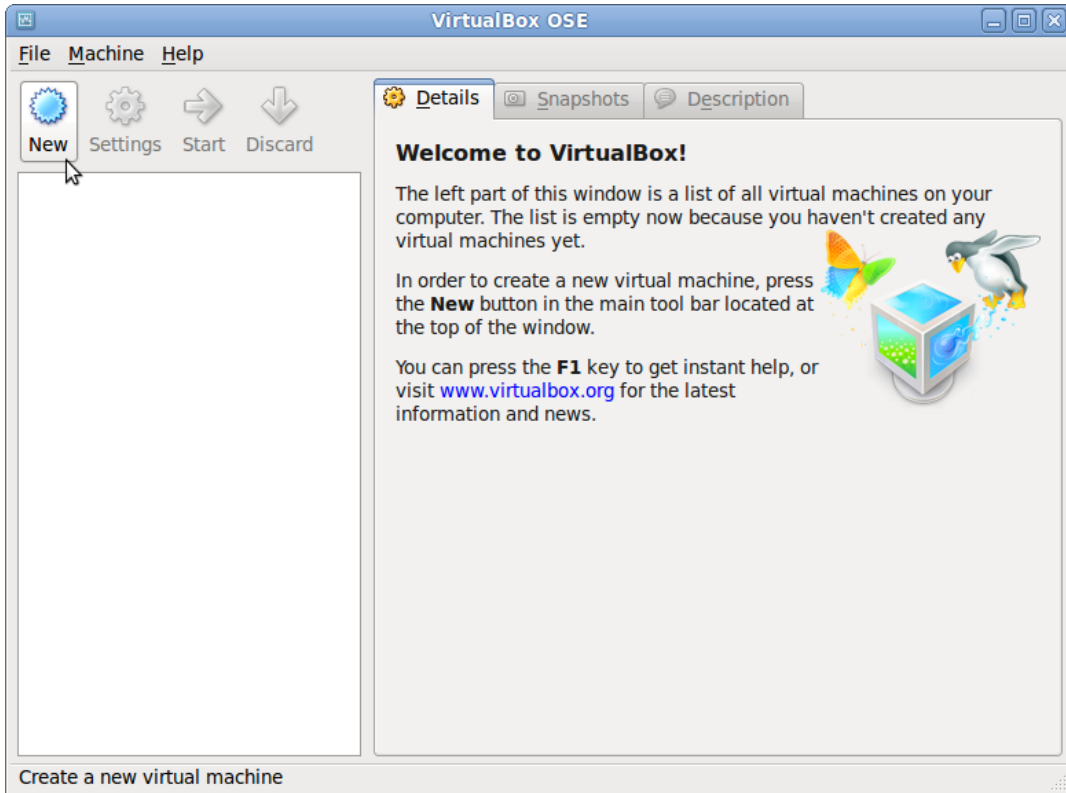 VirtualBox OSE
File Machine Help
New Settings Start Discard
Details Snapshots Description
Welcome to VirtualBox!
The left part of this window is a list of all virtual machines on your
computer. The list is empty now because you haven't created any
virtual machines yet.
In order to create a new virtual machine, press
the New button in the main tool bar located at
the top of the window.
You can press the F1 key to get instant help, or
visit www.virtualbox.org for the latest
information and news.
Create a new virtual machine